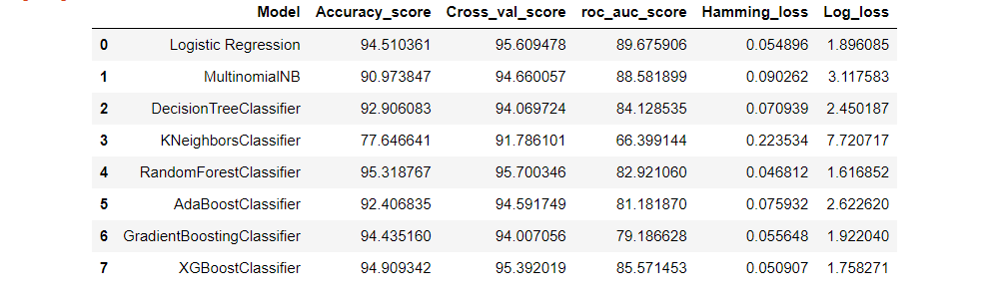 Model Accuracy_score Cross_val_score roc_auc_score Hamming_loss Log_loss
0 Logistic Regression 94.510361 95.609478 89.675906 0.054896 1.896085
1 MultinomialNB 90.973847 94.660057 88.581899 0.090262 3.117583
2 DecisionTreeClassifier 92.906083 94.069724 84.128535 0.070939 2.450187
3 KNeighborsClassifier 77.646641 91.786101 66.399144 0.223534 7.720717
4 RandomForestClassifier 95.318767 95.700346 82.921060 0.046812 1.616852
5 AdaBoostClassifier 92.406835 94.591749 81.181870 0.075932 2.622620
6 GradientBoostingClassifier 94.435160 94.007056 79.186628 0.055648 1.922040
7 XGBoostClassifier 94.909342 95.392019 85.571453 0.050907 1.758271